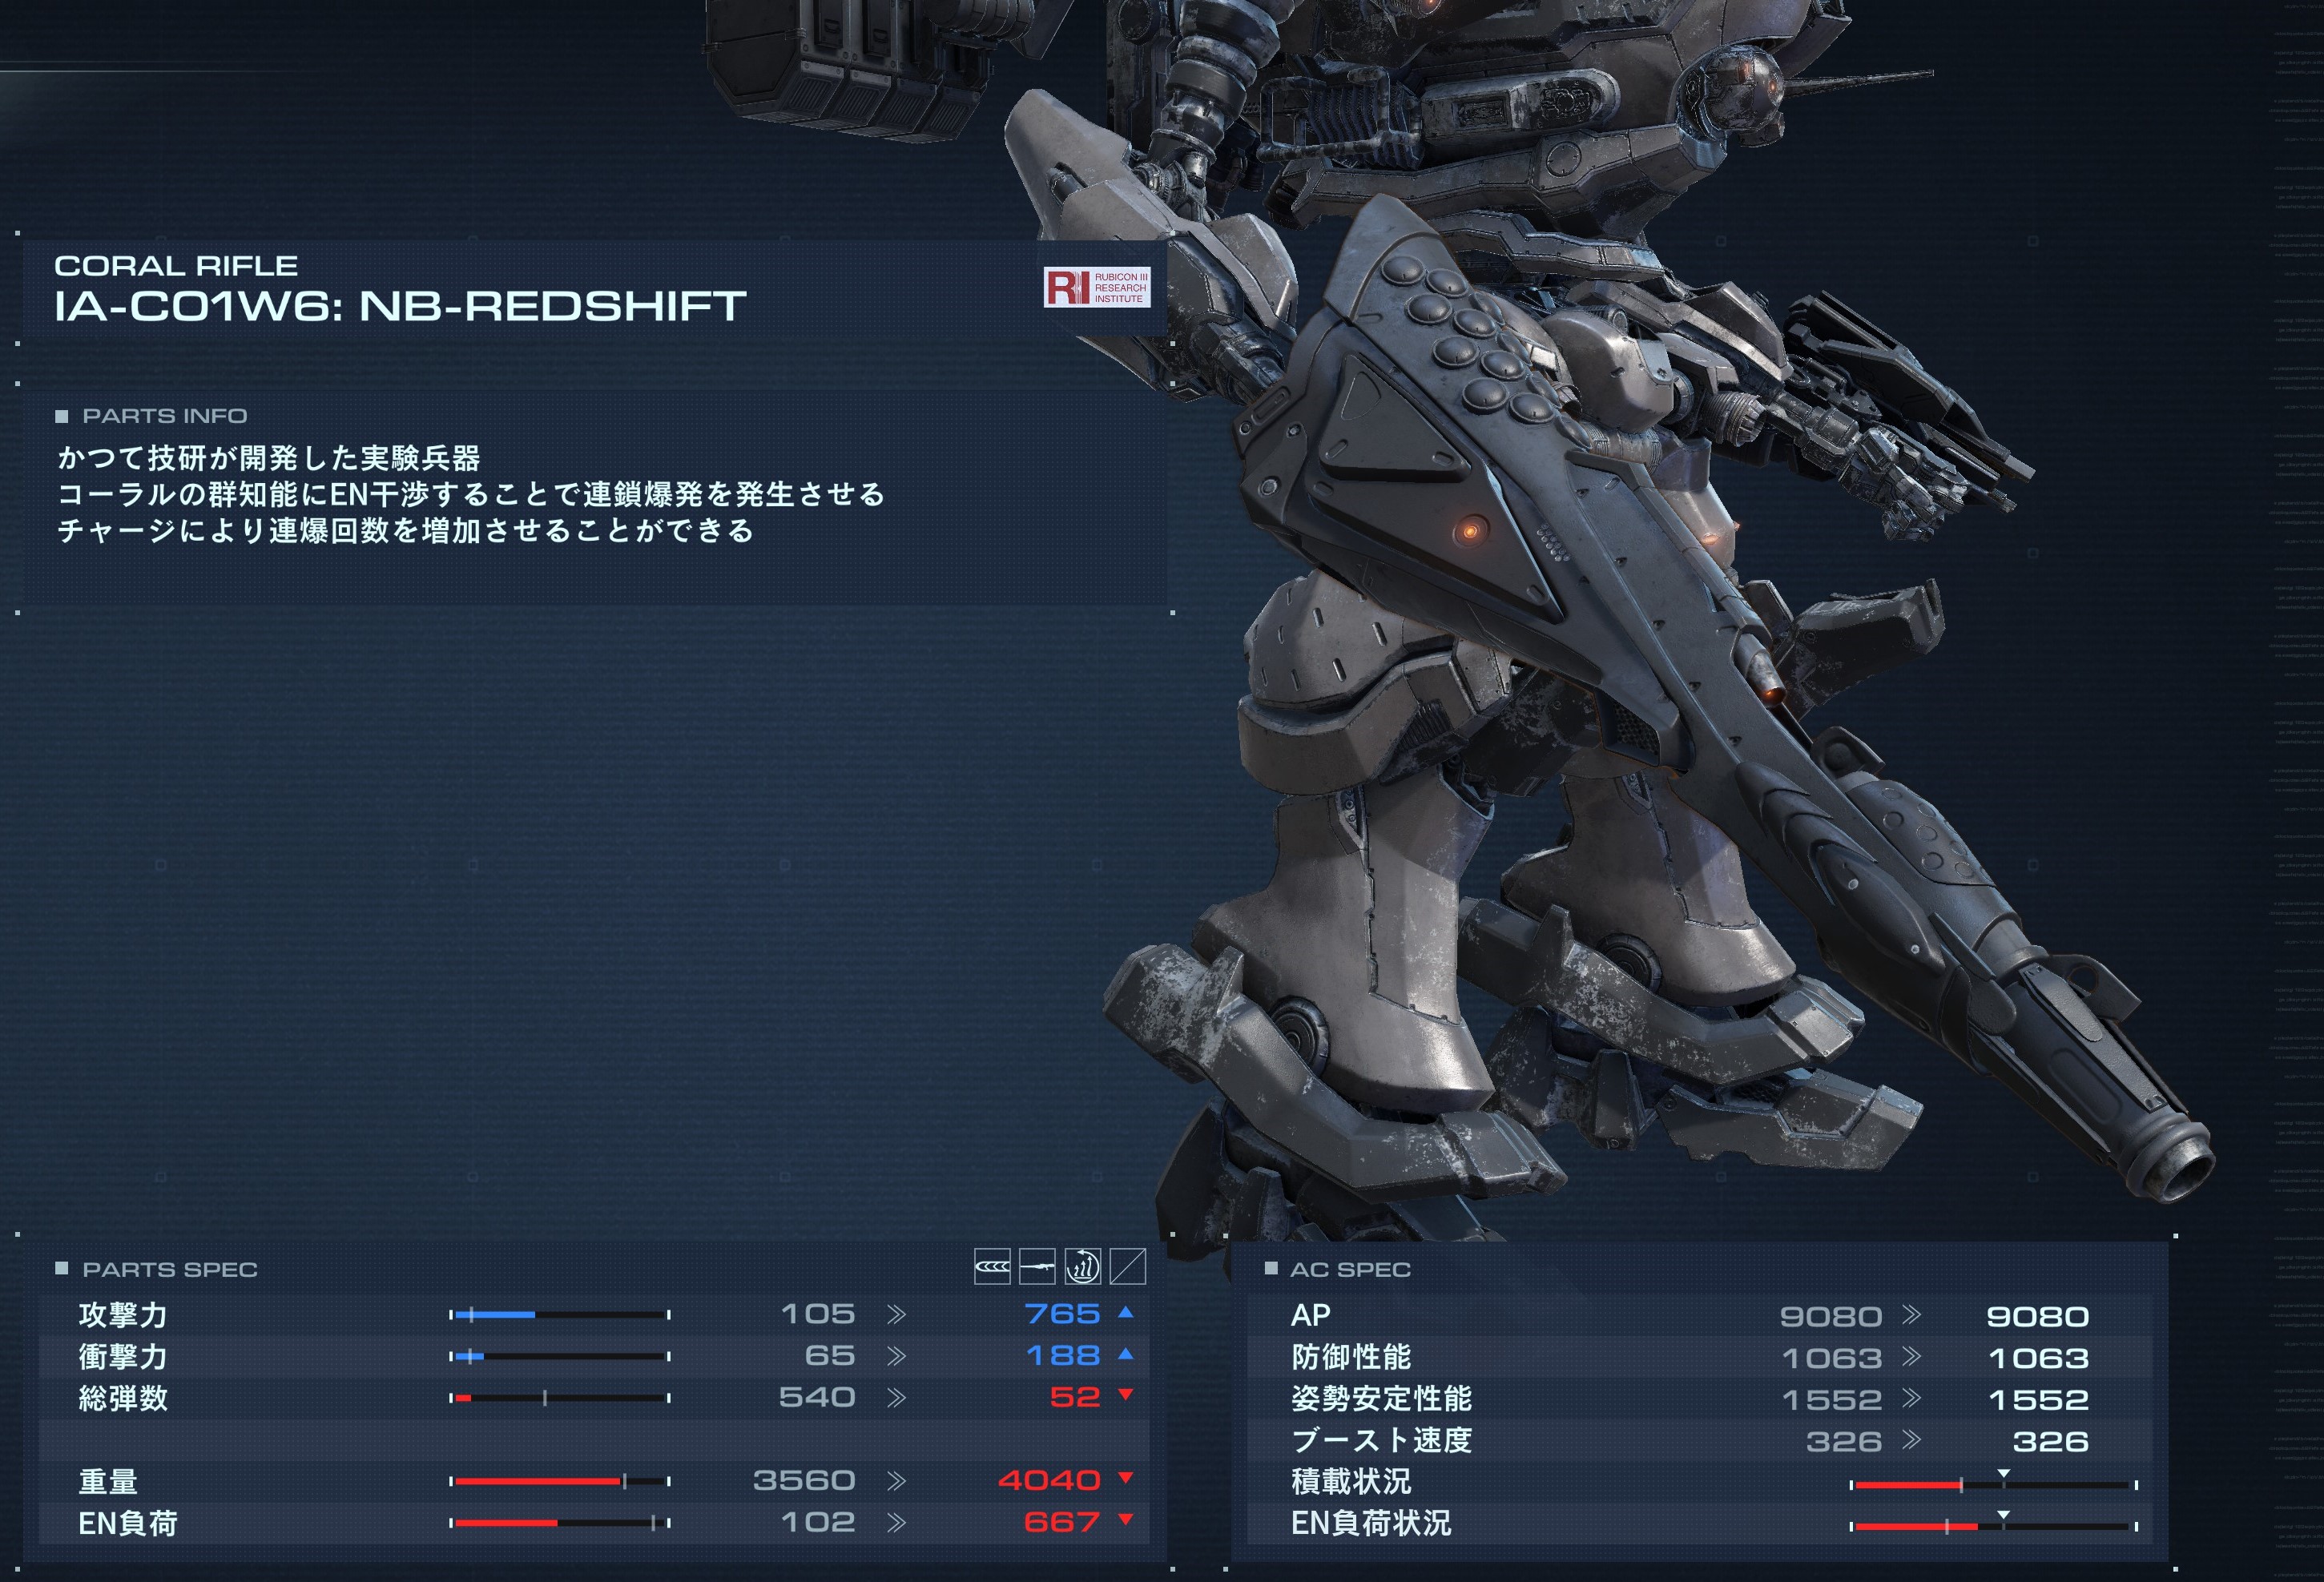 CORAL RIFLE
IA-C01W6: NB-REDSHIFT
RI RUBICON III
RESEARCH
INSTITUTE
PARTS INFO
かつて技研が開発した実験兵器
コーラルの群知能にEN干渉することで連鎖爆発を発生させる
チャージにより連爆回数を増加させることができる
PARTS SPEC
攻撃力 105 765
衝撃力 65 188
総弾数 540 52
重量 3560 4040
EN負荷 102 667
AC SPEC
AP 9080 9080
防御性能 1063 1063
姿勢安定性能 1552 1552
ブースト速度 326 326
積載状況
EN負荷状況